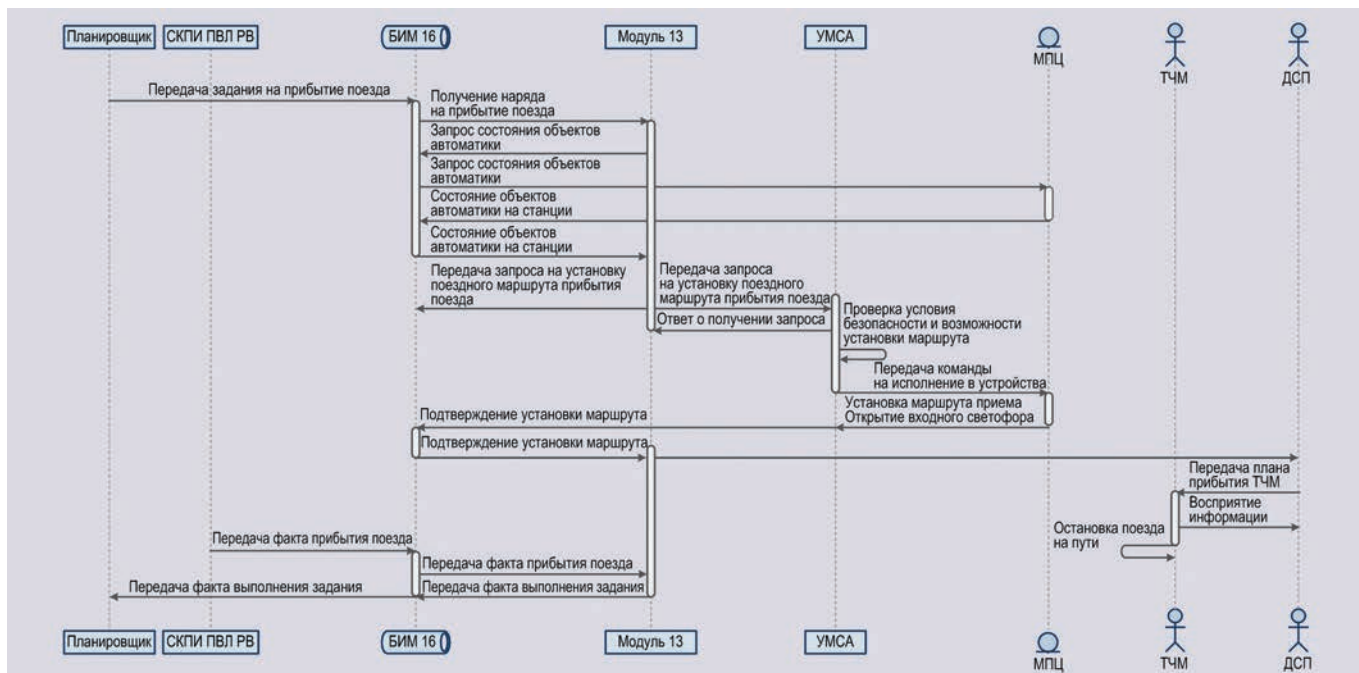 Планировщик
СКПИ ПВЛ РВ
БИМ 16
Модуль 13
УМСА
МПЦ
ТЧМ
ДСП
Передача задания на прибытие поезда
Получение наряда
на прибытие поезда
Запрос состояния объектов
автоматики
Запрос состояния объектов
автоматики
Состояние объектов
автоматики на станции
Состояние объектов
автоматики на станции
Передача запроса на установку
поездного маршрута прибытия
поезда
Передача запроса
на установку поездного
маршрута прибытия поезда
Ответ о получении запроса
Проверка условия
безопасности и возможности
установки маршрута
Передача команды
на исполнение в устройства
Установка маршрута приема
Открытие входного светофора
Подтверждение установки маршрута
Подтверждение установки маршрута
Передача плана
прибытия ТЧМ
Восприятие
информации
Остановка поезда
на пути
Передача факта прибытия поезда
Передача факта прибытия поезда
Передача факта выполнения задания
Передача факта выполнения задания
Планировщик
СКПИ ПВЛ РВ
БИМ 16
Модуль 13
УМСА
МПЦ
ТЧМ
ДСП